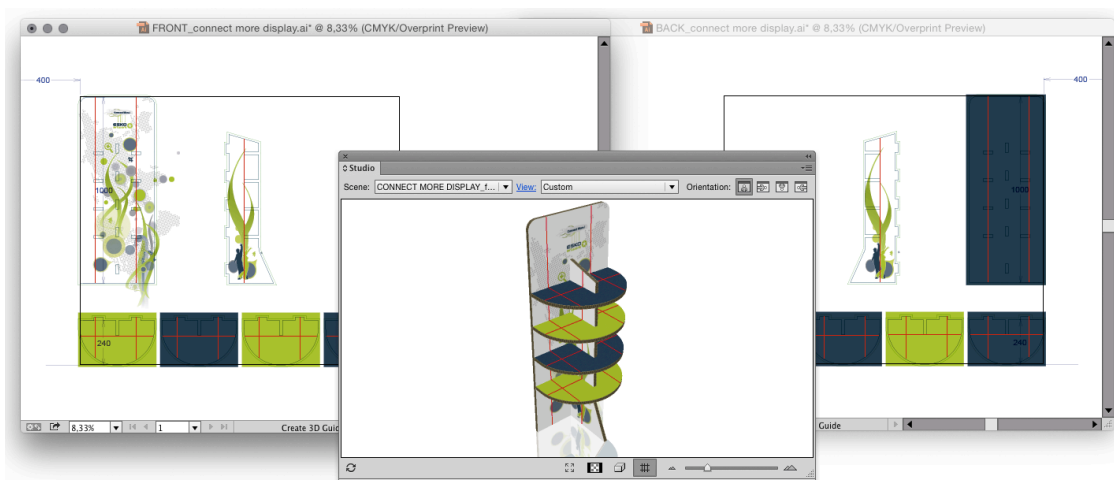 FRONT_connect more display.ai* @ 8,33% (CMYK/Overprint Preview)
BACK_connect more display.ai* @ 8,33% (CMYK/Overprint Preview)
400
400
ESKO
%
1000
1000
240
240
Studio
Scene: CONNECT MORE DISPLAY_f... View: Custom Orientation:
ESKO
8,33% 1 Create 3D Guid
Guide